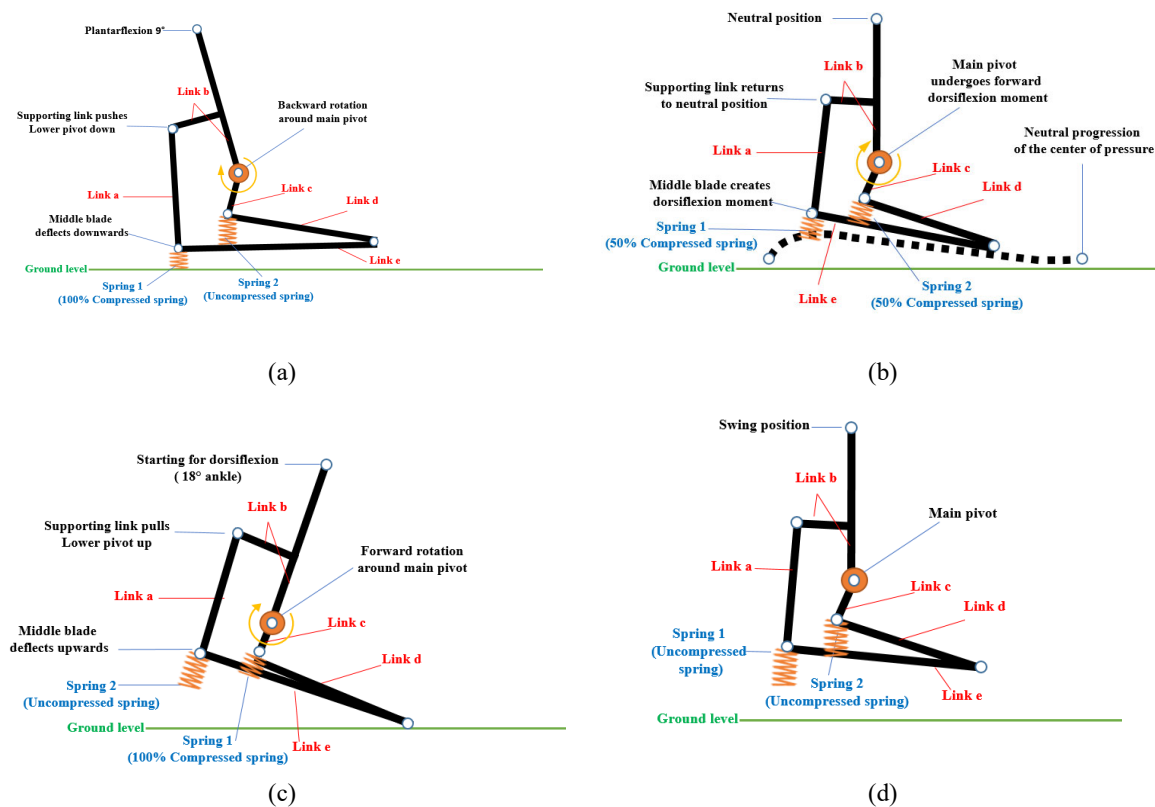 Plantarflexion 9°
Link b
Supporting link pushes
Lower pivot down
Backward rotation
around main pivot
Link a
Link c
Link d
Middle blade
deflects downwards
Link e
Ground level
Spring 1
(100% Compressed spring)
Spring 2
(Uncompressed spring)
(a)
Neutral position
Link b
Main pivot
undergoes forward
dorsiflexion moment
Supporting link returns
to neutral position
Neutral progression
of the center of pressure
Link a
Link c
Link d
Middle blade creates
dorsiflexion moment
Spring 1
(50% Compressed spring)
Ground level
Link e
Spring 2
(50% Compressed spring)
(b)
Starting for dorsiflexion
( 18° ankle)
Link b
Supporting link pulls
Lower pivot up
Forward rotation
around main pivot
Link a
Link c
Middle blade
deflects upwards
Link d
Spring 2
(Uncompressed spring)
Ground level
Spring 1
(100% Compressed spring)
Link e
(c)
Swing position
Link b
Main pivot
Link a
Link c
Link d
Spring 1
(Uncompressed
spring)
Spring 2
(Uncompressed spring)
Link e
Ground level
(d)